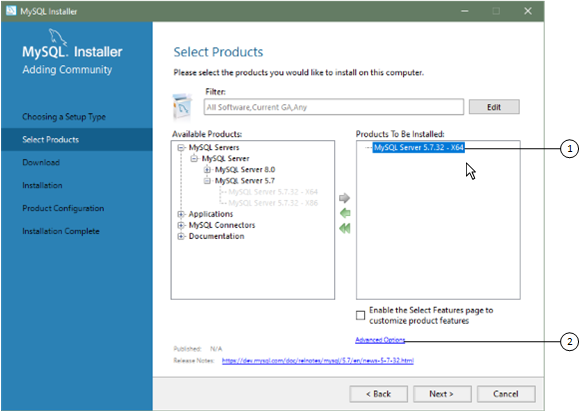 MySQL Installer
MySQL. Installer
Adding Community
Choosing a Setup Type
Select Products
Download
Installation
Product Configuration
Installation Complete
Select Products
Please select the products you would like to install on this computer.
Filter:
All Software,Current GA,Any
Edit
Available Products:
MySQL Servers
MySQL Server
MySQL Server 8.0
MySQL Server 5.7
MySQL Server 5.7.32 - X64
MySQL Server 5.7.32 - X86
Applications
MySQL Connectors
Documentation
Products To Be Installed:
MySQL Server 5.7.32 - X64
1
Enable the Select Features page to
customize product features
Advanced Options
2
Published: N/A
Release Notes: https://dev.mysql.com/doc/relnotes/mysql/5.7/en/news-5-7-32.html
< Back
Next >
Cancel